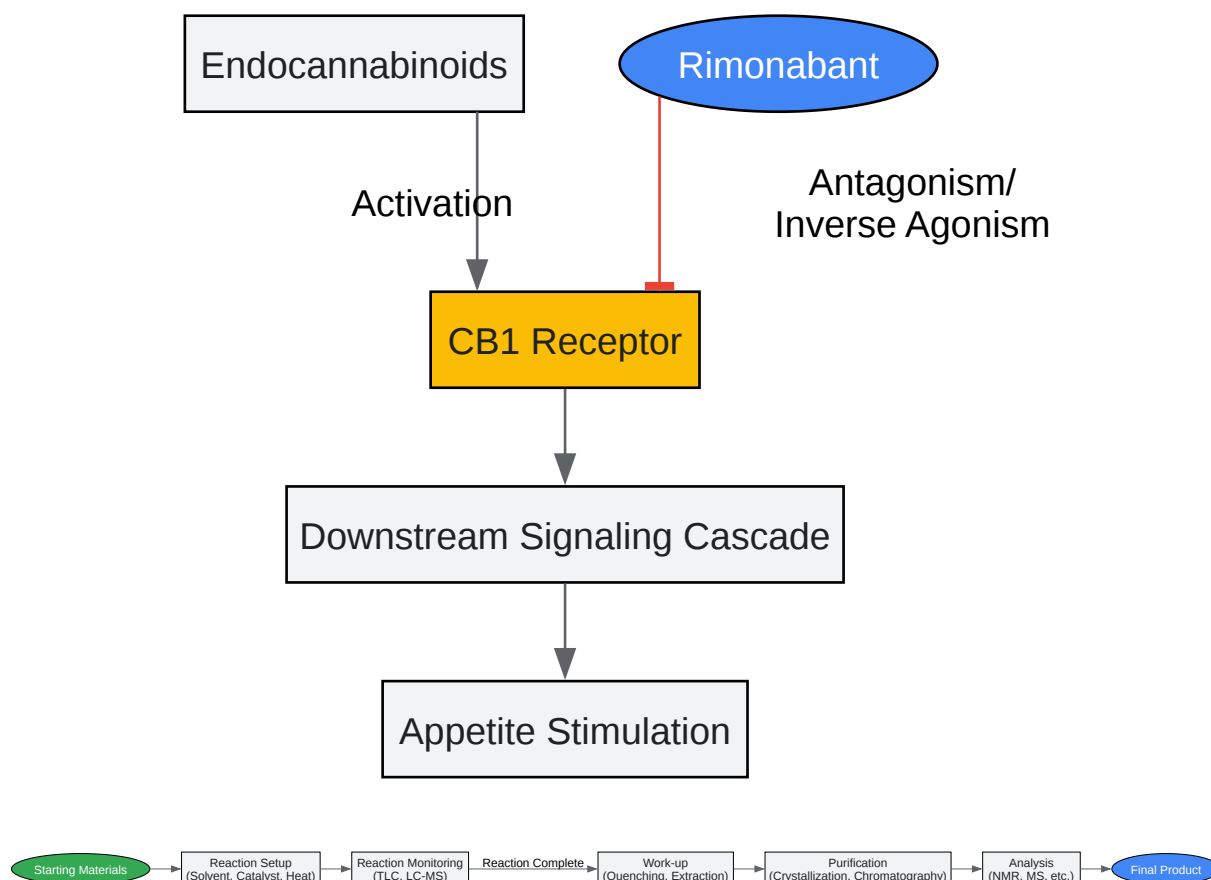 Endocannabinoids
Rimonabant
Activation
Antagonism/
Inverse Agonism
CB1 Receptor
Downstream Signaling Cascade
Appetite Stimulation
Starting Materials
Reaction Setup
(Solvent, Catalyst, Heat)
Reaction Monitoring
(TLC, LC-MS)
Reaction Complete
Work-up
(Quenching, Extraction)
Purification
(Crystallization, Chromatography)
Analysis
(NMR, MS, etc.)
Final Product